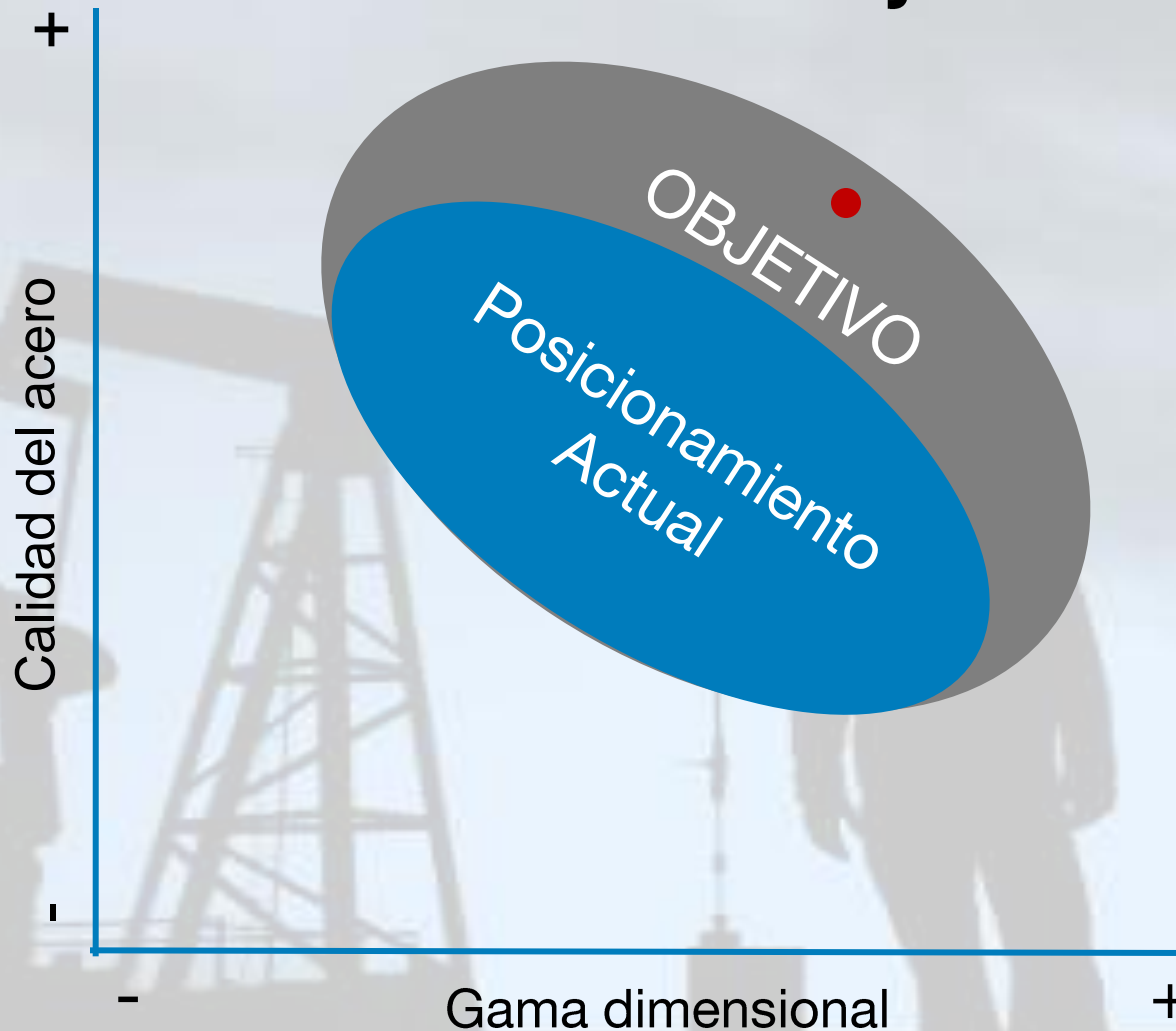 +
OBJETIVO
Posicionamiento
Actual
Calidad del acero
-
-
Gama dimensional
+